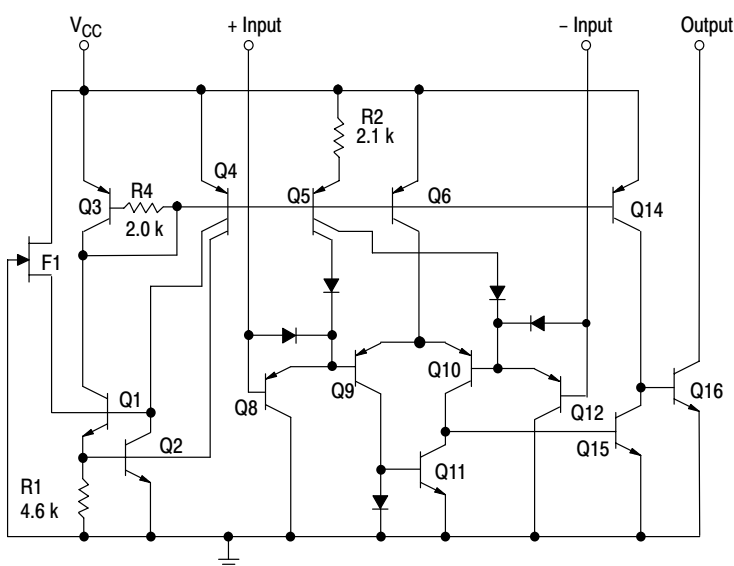 V_CC + Input – Input Output
R2
2.1 k
Q4
Q3 R4 Q5 Q6 Q14
2.0 k
F1
Q1
Q8 Q9 Q10 Q12 Q16
Q2 Q11 Q15
R1
4.6 k